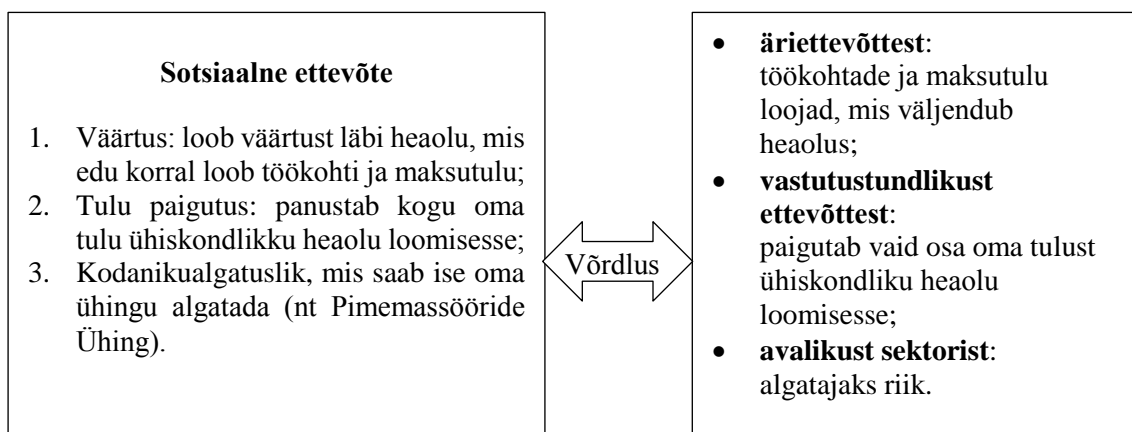 Sotsiaalne ettevõte
1. Väärtus: loob väärtust läbi heaolu, mis
edu korral loob töökohti ja maksutulu;
2. Tulu paigutus: panustab kogu oma
tulu ühiskondlikku heaolu loomisesse;
3. Kodanikualgatuslik, mis saab ise oma
ühingu algatada (nt Pimemassööride
Ühing).
Võrdlus
• äriettevõttest:
töökohtade ja maksutulu
loojad, mis väljendub
heaolus;
• vastutustundlikust
ettevõttest:
paigutab vaid osa oma tulust
ühiskondliku heaolu
loomisesse;
• avalikust sektorist:
algatajaks riik.